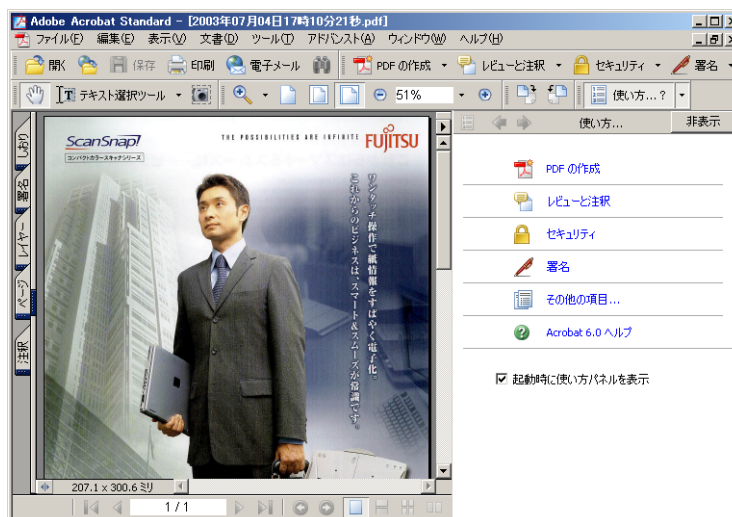 Adobe Acrobat Standard - [2003年07月04日17時10分21秒.pdf]
ファイル(F) 編集(E) 表示(V) 文書(D) ツール(T) アドバンスト(A) ウィンドウ(W) ヘルプ(H)
開く 保存 印刷 電子メール PDF の作成 レビューと注釈 セキュリティ 署名
テキスト選択ツール 51% 使い方...?
使い方... 非表示
しおり
署名
レイヤー
ページ
注釈
ScanSnap!
コンパクトカラースキャナシリーズ
THE POSSIBILITIES ARE INFINITE
FUJITSU
ワンタッチ操作で紙情報をすばやく電子化。
これからのビジネスは、スマート&スムーズが常識です。
PDF の作成
レビューと注釈
セキュリティ
署名
その他の項目...
Acrobat 6.0 ヘルプ
起動時に使い方パネルを表示
207.1 x 300.6 ミリ
1 / 1